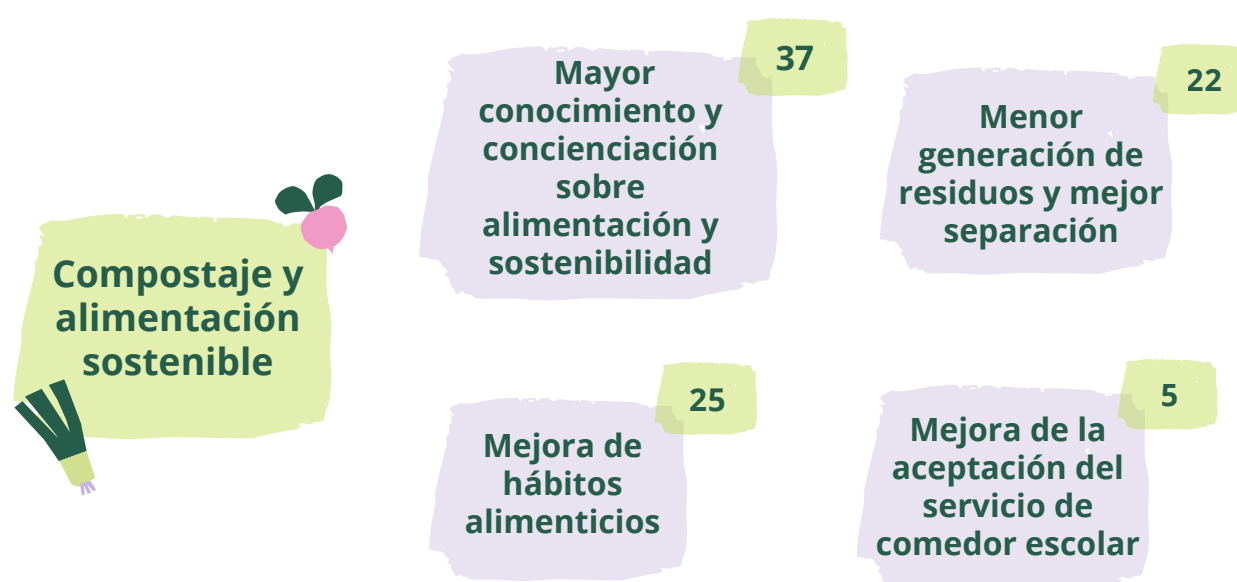 Compostaje y
alimentación
sostenible
37
Mayor
conocimiento y
concienciación
sobre
alimentación y
sostenibilidad
22
Menor
generación de
residuos y mejor
separación
25
Mejora de
hábitos
alimenticios
5
Mejora de la
aceptación del
servicio de
comedor escolar